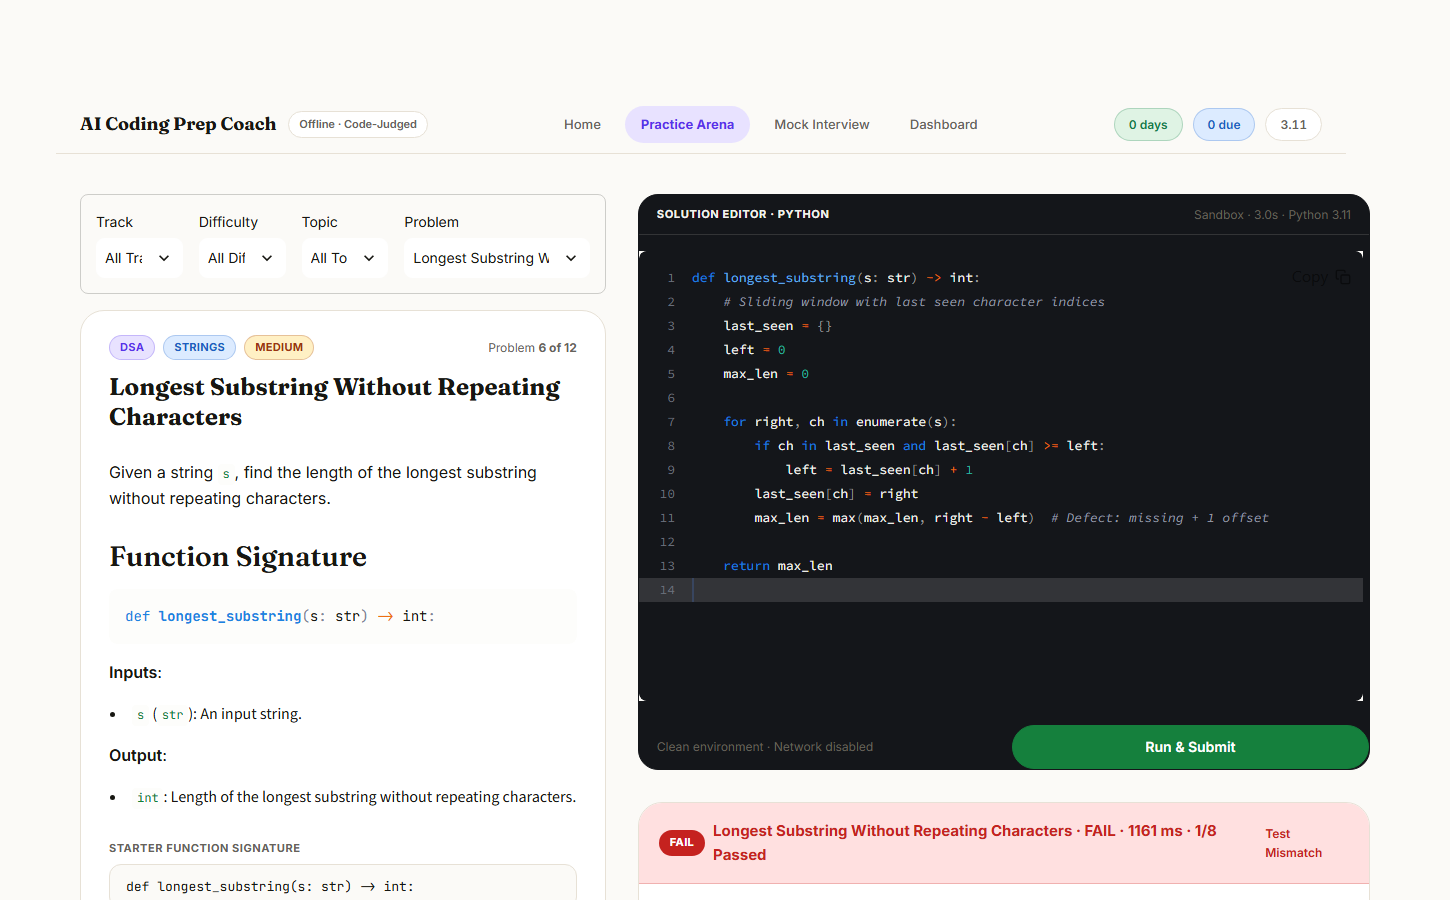 AI Coding Prep Coach
Offline · Code-Judged
Home
Practice Arena
Mock Interview
Dashboard
0 days
0 due
3.11
Track
Difficulty
Topic
Problem
All Tra
All Dif
All To
Longest Substring W
DSA
STRINGS
MEDIUM
Problem 6 of 12
Longest Substring Without Repeating
Characters
Given a string s , find the length of the longest substring
without repeating characters.
Function Signature
def longest_substring(s: str) -> int:
Inputs:
• s ( str ): An input string.
Output:
• int : Length of the longest substring without repeating characters.
STARTER FUNCTION SIGNATURE
def longest_substring(s: str) -> int:
SOLUTION EDITOR · PYTHON
Sandbox · 3.0s · Python 3.11
Copy
1 def longest_substring(s: str) -> int:
2     # Sliding window with last seen character indices
3     last_seen = {}
4     left = 0
5     max_len = 0
6
7     for right, ch in enumerate(s):
8         if ch in last_seen and last_seen[ch] >= left:
9             left = last_seen[ch] + 1
10         last_seen[ch] = right
11         max_len = max(max_len, right - left)  # Defect: missing + 1 offset
12
13     return max_len
14
Clean environment · Network disabled
Run & Submit
FAIL
Longest Substring Without Repeating Characters · FAIL · 1161 ms · 1/8
Passed
Test
Mismatch